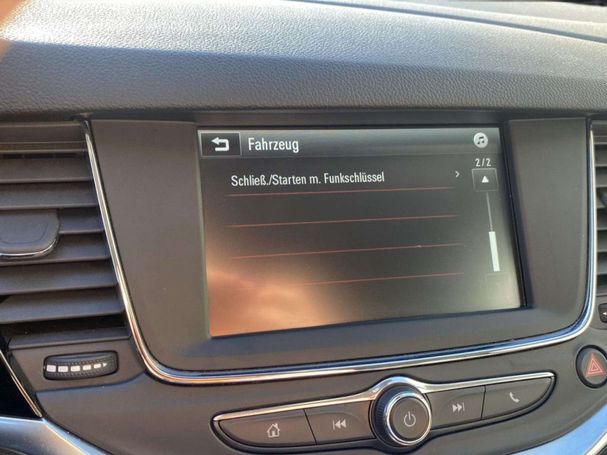 Fahrzeug
2/2
Schließ./Starten m. Funkschlüssel